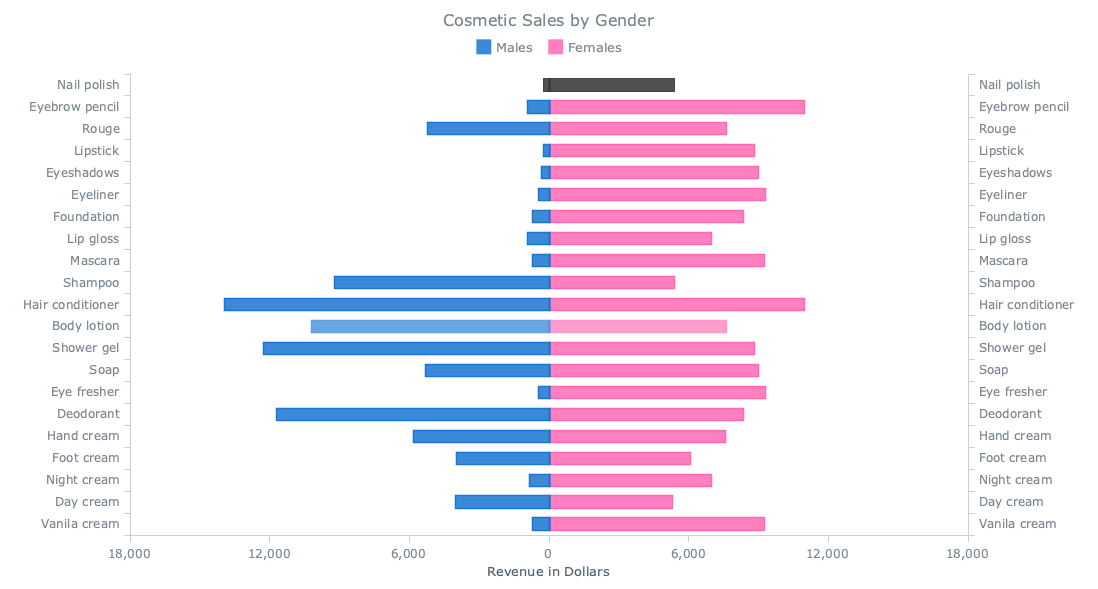 Cosmetic Sales by Gender
Males Females
Nail polish Nail polish
Eyebrow pencil Eyebrow pencil
Rouge Rouge
Lipstick Lipstick
Eyeshadows Eyeshadows
Eyeliner Eyeliner
Foundation Foundation
Lip gloss Lip gloss
Mascara Mascara
Shampoo Shampoo
Hair conditioner Hair conditioner
Body lotion Body lotion
Shower gel Shower gel
Soap Soap
Eye fresher Eye fresher
Deodorant Deodorant
Hand cream Hand cream
Foot cream Foot cream
Night cream Night cream
Day cream Day cream
Vanila cream Vanila cream
18,000 12,000 6,000 0 6,000 12,000 18,000
Revenue in Dollars